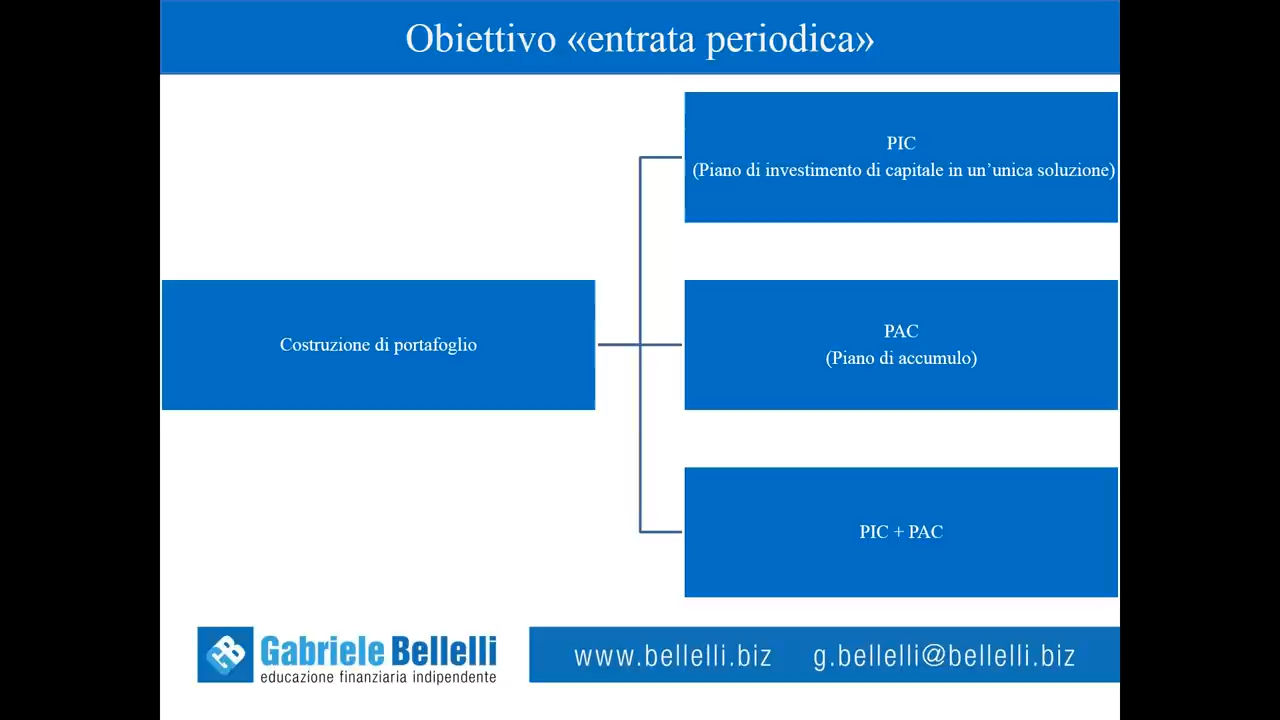 Obiettivo «entrata periodica»
PIC
(Piano di investimento di capitale in un’unica soluzione)
Costruzione di portafoglio
PAC
(Piano di accumulo)
PIC + PAC
Gabriele Bellelli
educazione finanziaria indipendente
www.bellelli.biz g.bellelli@bellelli.biz